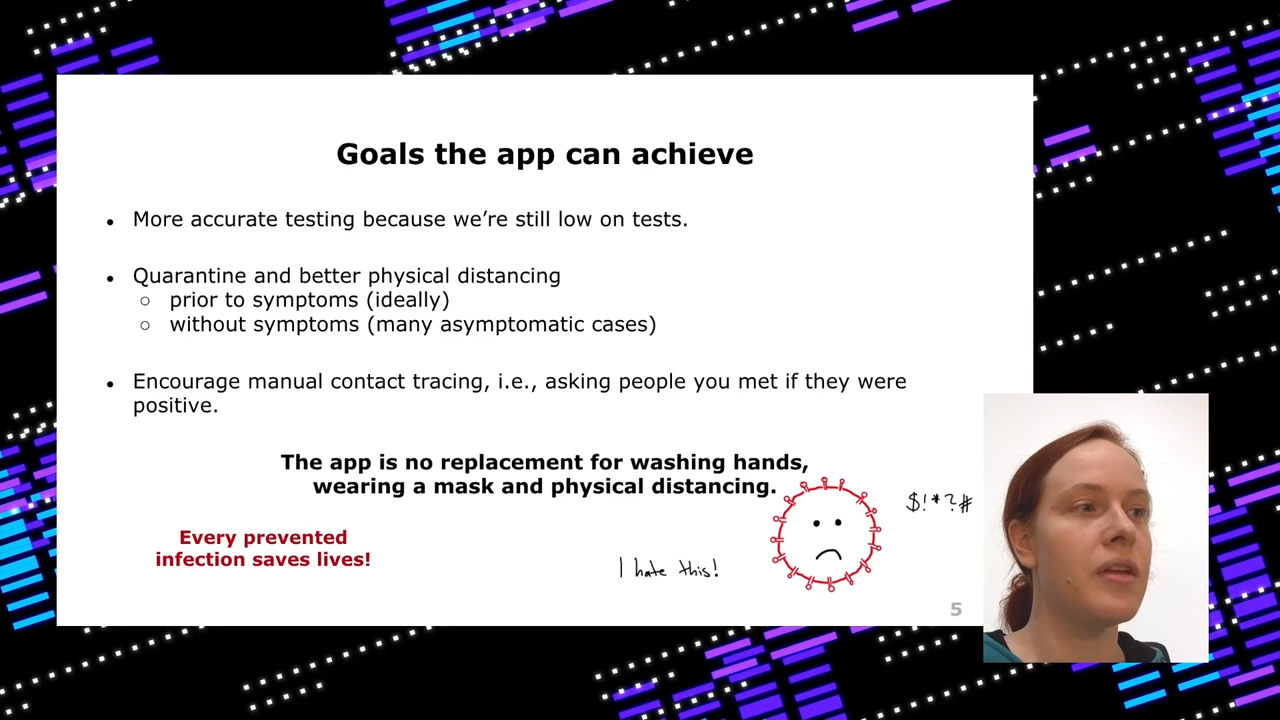 Goals the app can achieve
• More accurate testing because we’re still low on tests.
• Quarantine and better physical distancing
○ prior to symptoms (ideally)
○ without symptoms (many asymptomatic cases)
• Encourage manual contact tracing, i.e., asking people you met if they were
positive.
The app is no replacement for washing hands,
wearing a mask and physical distancing.
$!*?#
Every prevented
infection saves lives!
I hate this!
5